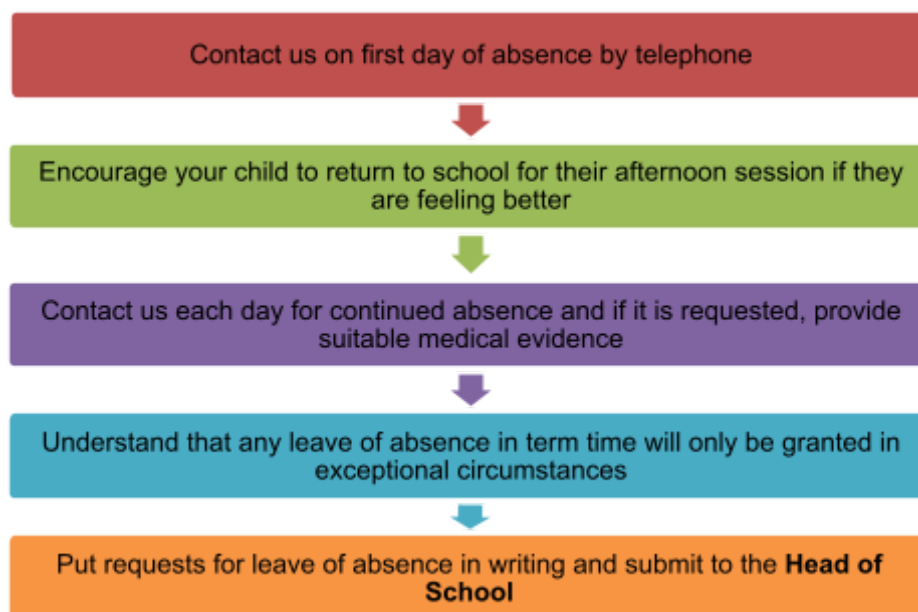 Contact us on first day of absence by telephone
Encourage your child to return to school for their afternoon session if they
are feeling better
Contact us each day for continued absence and if it is requested, provide
suitable medical evidence
Understand that any leave of absence in term time will only be granted in
exceptional circumstances
Put requests for leave of absence in writing and submit to the Head of
School